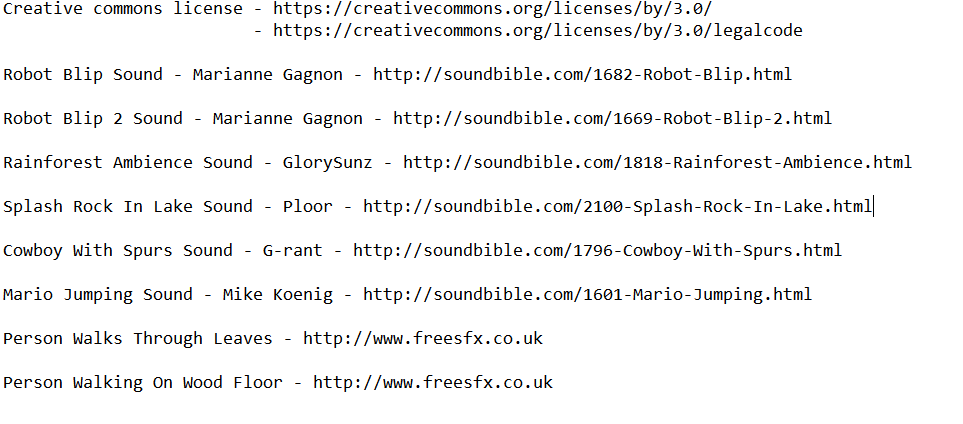 Creative commons license - https://creativecommons.org/licenses/by/3.0/
- https://creativecommons.org/licenses/by/3.0/legalcode
Robot Blip Sound - Marianne Gagnon - http://soundbible.com/1682-Robot-Blip.html
Robot Blip 2 Sound - Marianne Gagnon - http://soundbible.com/1669-Robot-Blip-2.html
Rainforest Ambience Sound - GlorySunz - http://soundbible.com/1818-Rainforest-Ambience.html
Splash Rock In Lake Sound - Ploor - http://soundbible.com/2100-Splash-Rock-In-Lake.html
Cowboy With Spurs Sound - G-rant - http://soundbible.com/1796-Cowboy-With-Spurs.html
Mario Jumping Sound - Mike Koenig - http://soundbible.com/1601-Mario-Jumping.html
Person Walks Through Leaves - http://www.freesfx.co.uk
Person Walking On Wood Floor - http://www.freesfx.co.uk